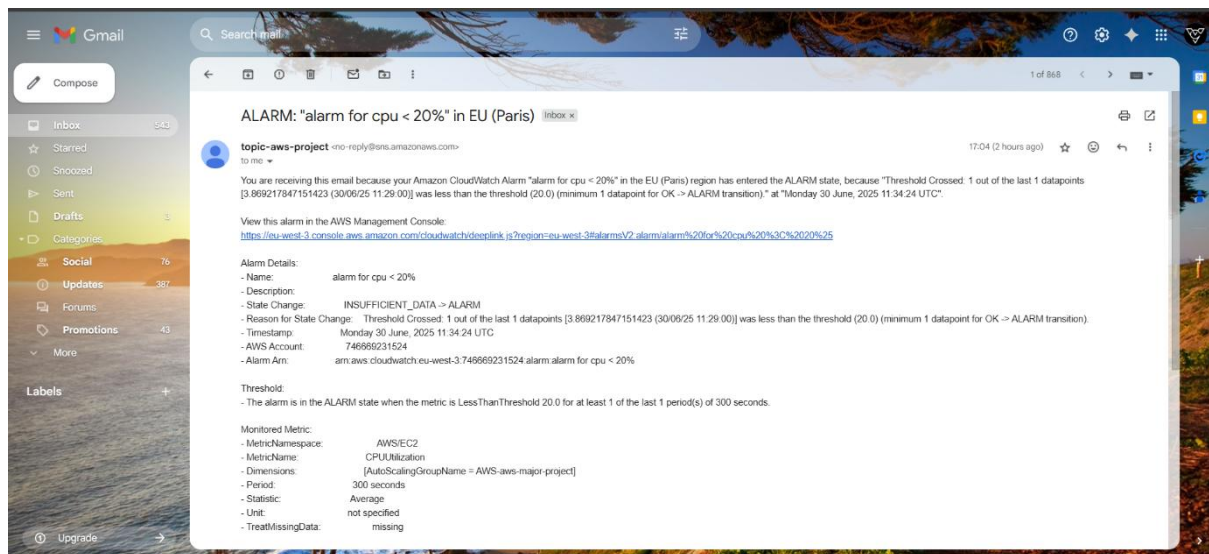 Gmail
Search mail
Compose
1 of 868
Inbox 543
Starred
Snoozed
Sent
Drafts 3
Categories
Social 76
Updates 387
Forums
Promotions 43
More
Labels
Upgrade
ALARM: "alarm for cpu < 20%" in EU (Paris) Inbox x
topic-aws-project <no-reply@sns.amazonaws.com> 17:04 (2 hours ago)
to me
You are receiving this email because your Amazon CloudWatch Alarm "alarm for cpu < 20%" in the EU (Paris) region has entered the ALARM state, because "Threshold Crossed: 1 out of the last 1 datapoints
[3.869217847151423 (30/06/25 11:29:00)] was less than the threshold (20.0) (minimum 1 datapoint for OK -> ALARM transition)." at "Monday 30 June, 2025 11:34:24 UTC".
View this alarm in the AWS Management Console:
https://eu-west-3.console.aws.amazon.com/cloudwatch/deeplink.js?region=eu-west-3#alarmsV2:alarm/alarm%20for%20cpu%20%3C%2020%25
Alarm Details:
- Name: alarm for cpu < 20%
- Description:
- State Change: INSUFFICIENT_DATA -> ALARM
- Reason for State Change: Threshold Crossed: 1 out of the last 1 datapoints [3.869217847151423 (30/06/25 11:29:00)] was less than the threshold (20.0) (minimum 1 datapoint for OK -> ALARM transition).
- Timestamp: Monday 30 June, 2025 11:34:24 UTC
- AWS Account: 746669231524
- Alarm Arn: arn:aws:cloudwatch:eu-west-3:746669231524:alarm:alarm for cpu < 20%
Threshold:
- The alarm is in the ALARM state when the metric is LessThanThreshold 20.0 for at least 1 of the last 1 period(s) of 300 seconds.
Monitored Metric:
- MetricNamespace: AWS/EC2
- MetricName: CPUUtilization
- Dimensions: [AutoScalingGroupName = AWS-aws-major-project]
- Period: 300 seconds
- Statistic: Average
- Unit: not specified
- TreatMissingData: missing